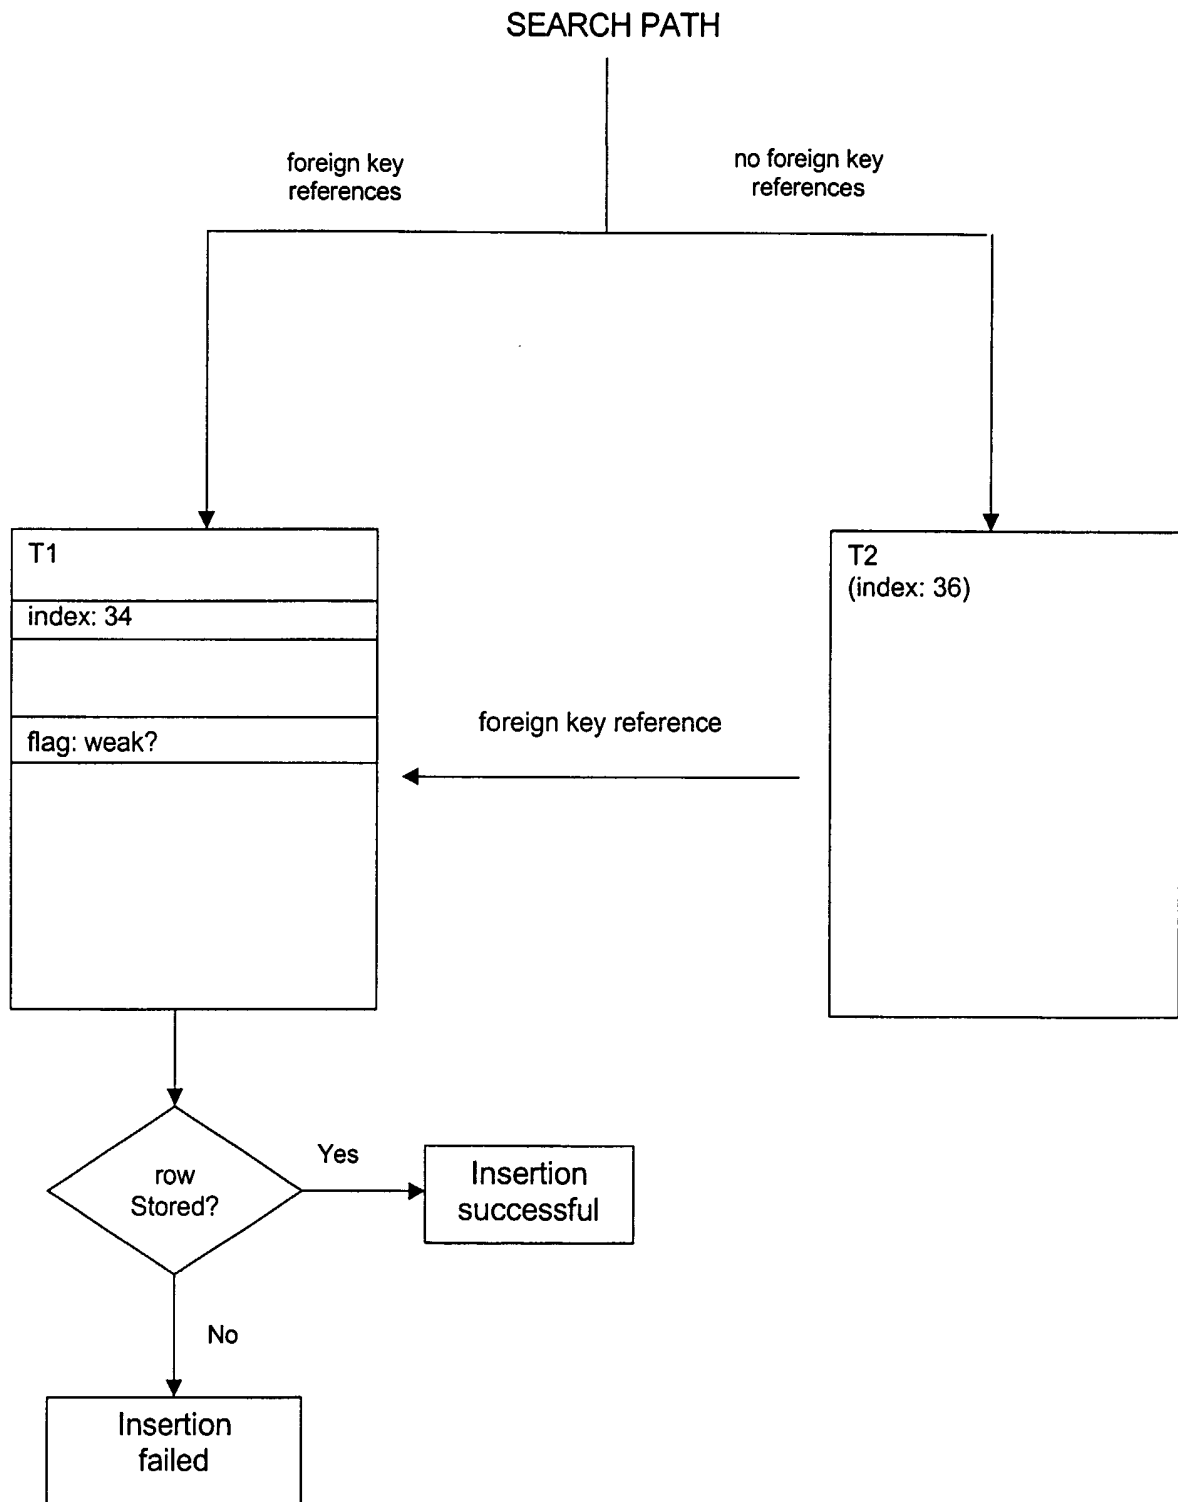 SEARCH PATH
foreign key
references
no foreign key
references
T1
index: 34
flag: weak?
foreign key reference
T2
(index: 36)
row
Stored?
Yes
Insertion
successful
No
Insertion
failed